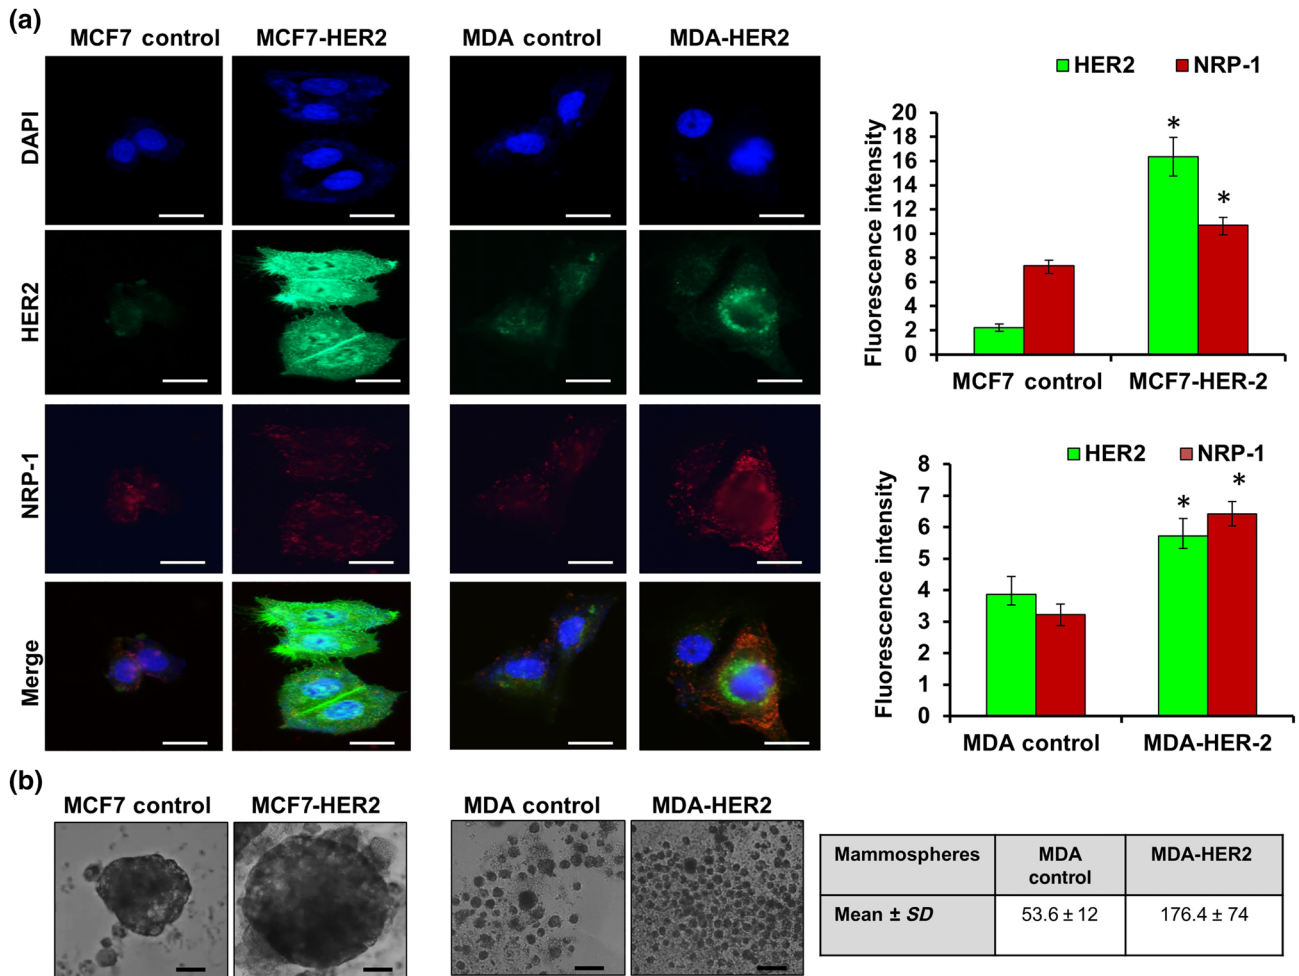 (a)
MCF7 control MCF7-HER2 MDA control MDA-HER2
DAPI
HER2
NRP-1
Merge
HER2 NRP-1
Fluorescence intensity
20
18
16
14
12
10
8
6
4
2
0
* *
MCF7 control MCF7-HER-2
HER2 NRP-1
Fluorescence intensity
8
7
6
5
4
3
2
1
0
* *
MDA control MDA-HER-2
(b)
MCF7 control MCF7-HER2 MDA control MDA-HER2
Mammospheres MDA control MDA-HER2
Mean ± SD 53.6 ± 12 176.4 ± 74